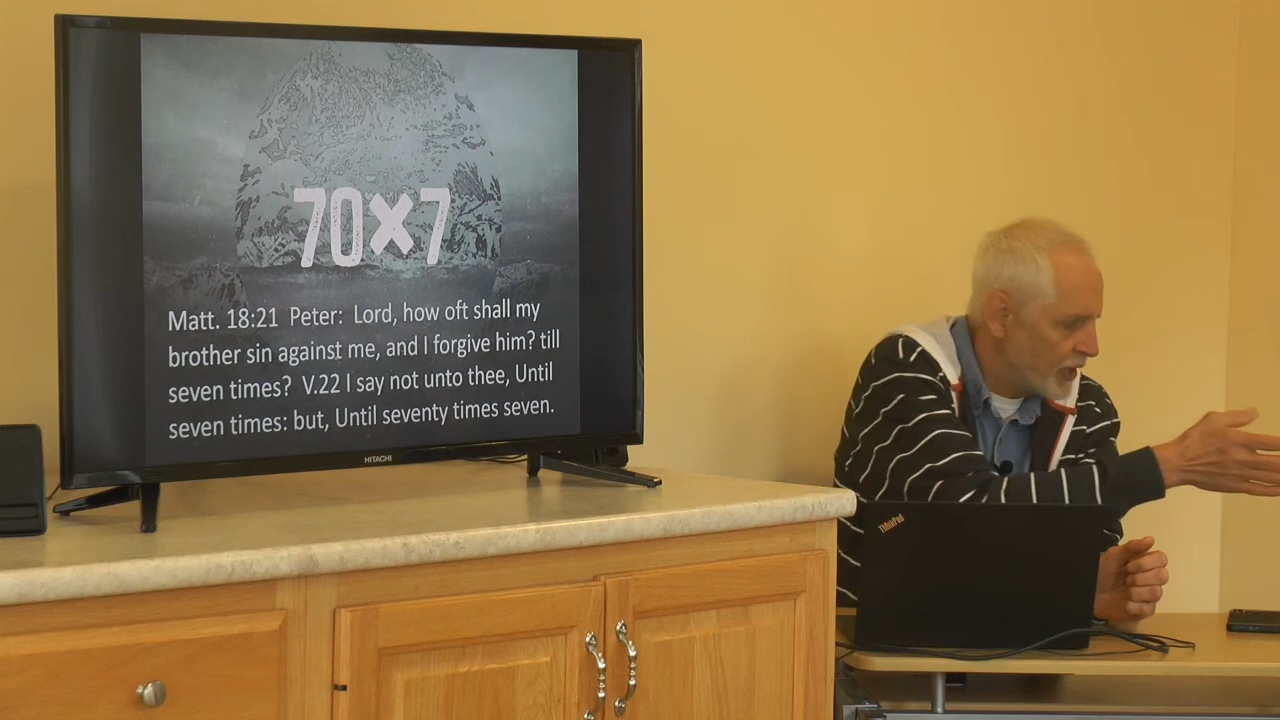 70×7
Matt. 18:21 Peter: Lord, how oft shall my
brother sin against me, and I forgive him? till
seven times? V.22 I say not unto thee, Until
seven times: but, Until seventy times seven.
HITACHI
ThinkPad